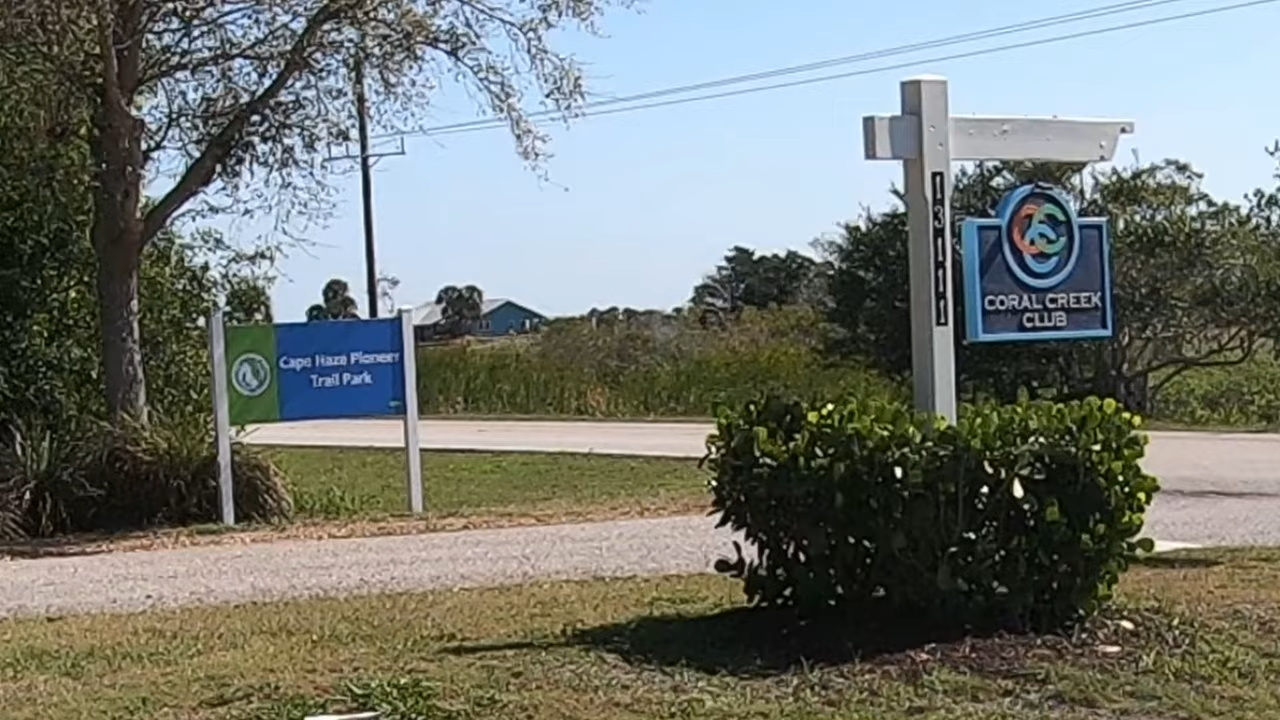 Cape Haze Pioneer
Trail Park
13111
CCC
CORAL CREEK
CLUB